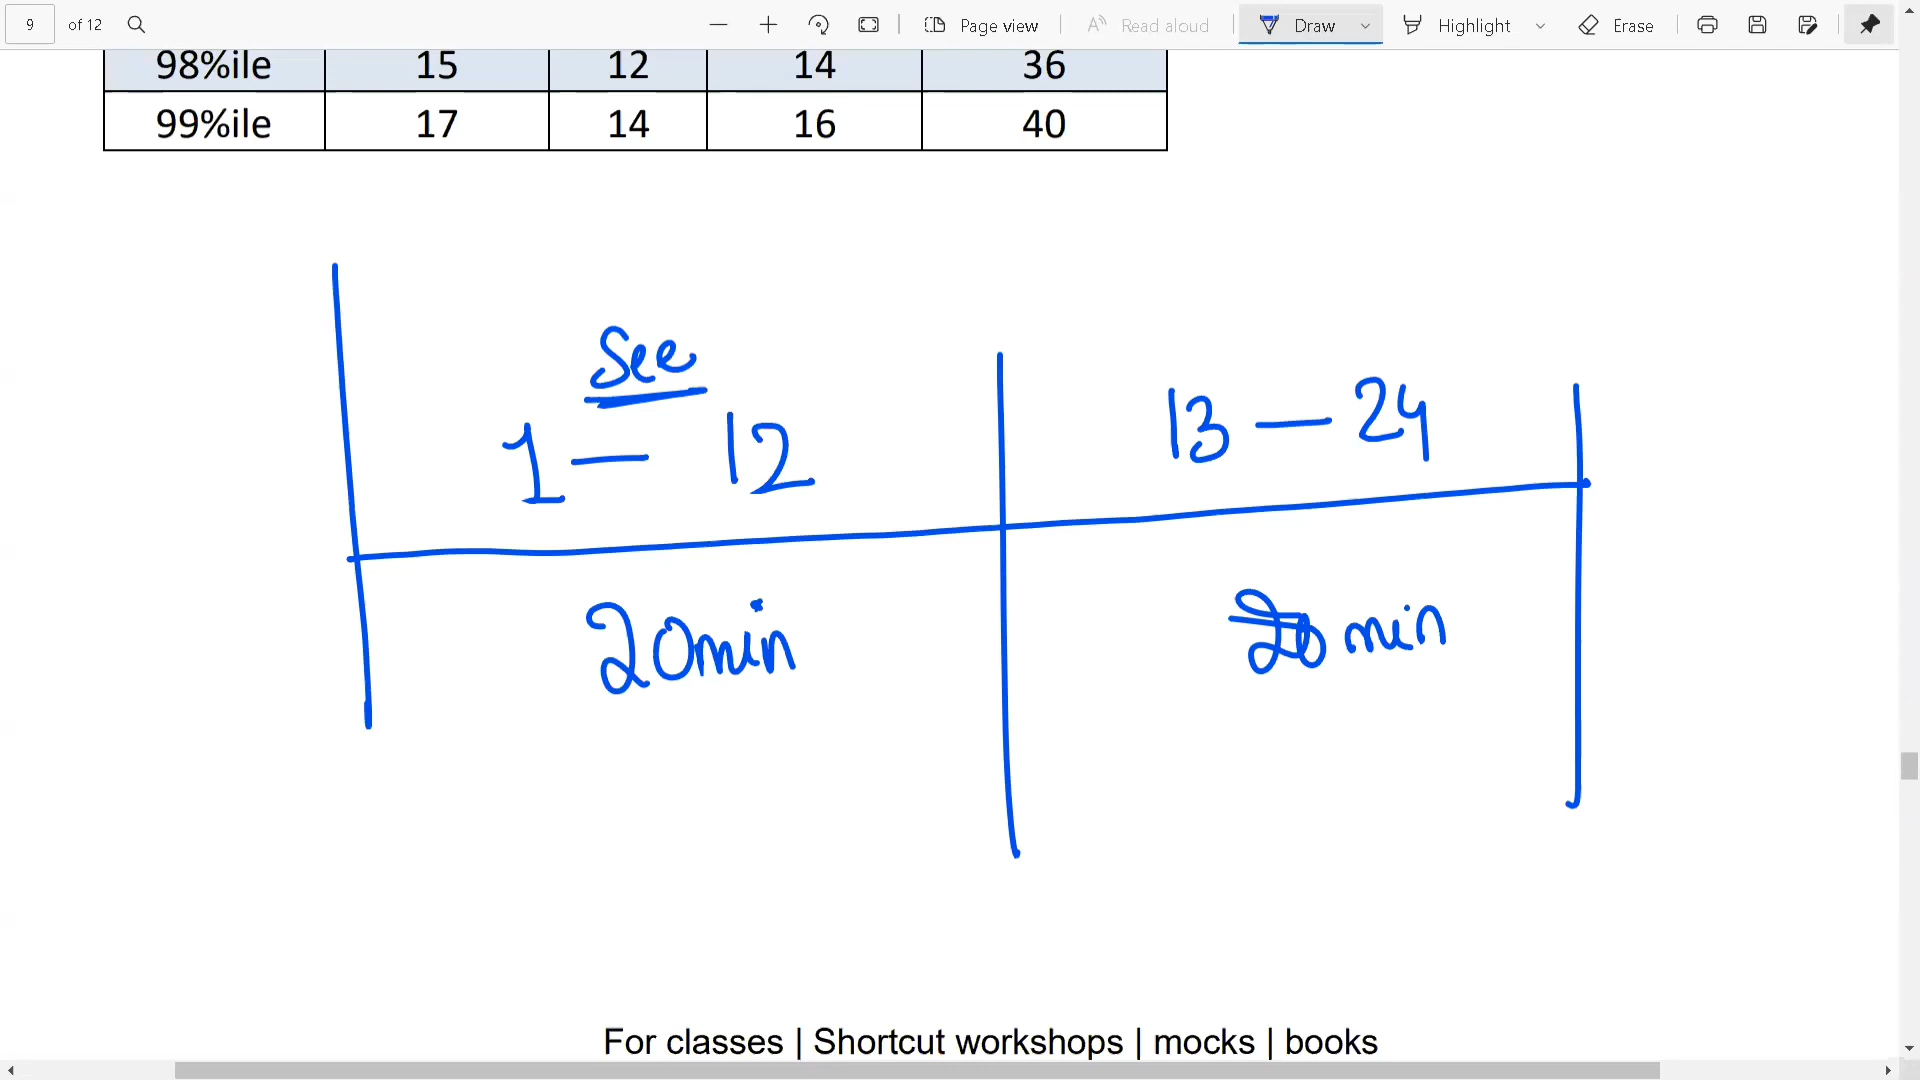 9 of 12 Page view Read aloud Draw Highlight Erase
98%ile 15 12 14 36
99%ile 17 14 16 40
See
1 — 12 13 — 24
20min 20 min
For classes | Shortcut workshops | mocks | books